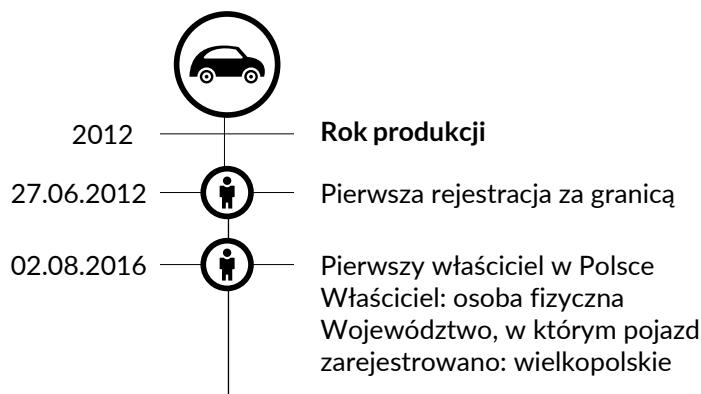 2012 Rok produkcji
27.06.2012 Pierwsza rejestracja za granicą
02.08.2016 Pierwszy właściciel w Polsce
Właściciel: osoba fizyczna
Województwo, w którym pojazd
zarejestrowano: wielkopolskie